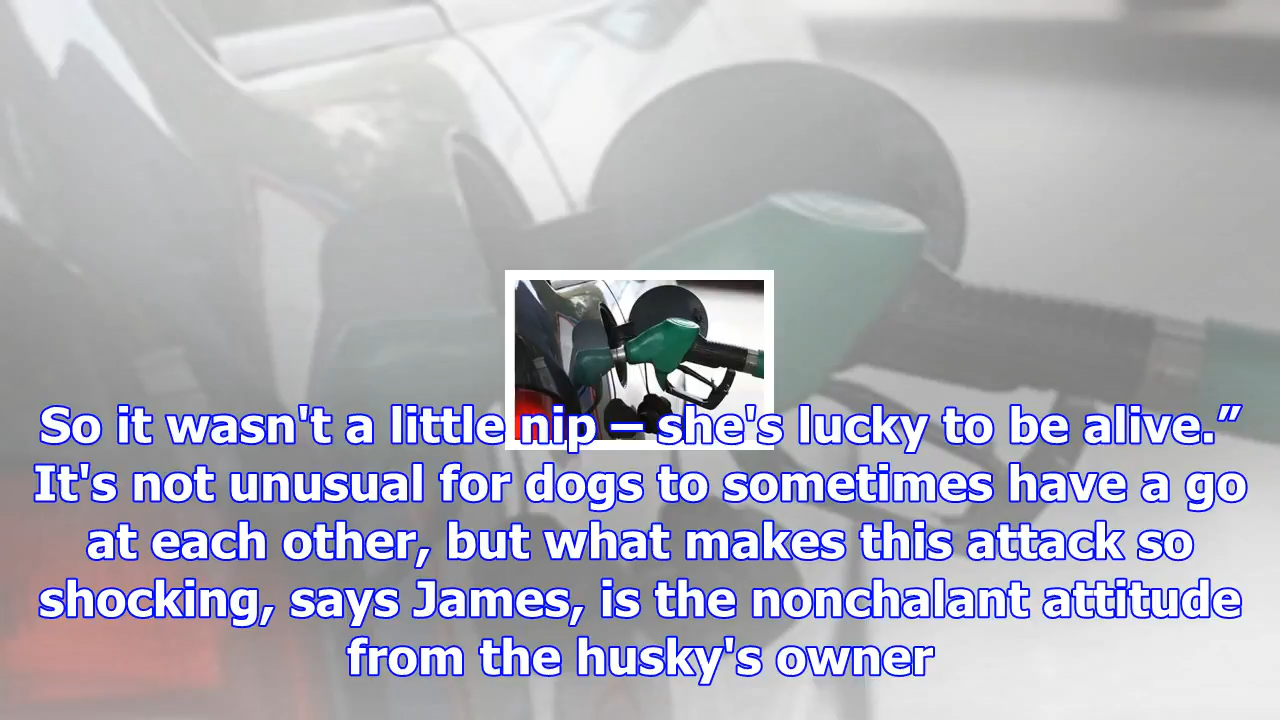 So it wasn't a little nip — she's lucky to be alive.”
It's not unusual for dogs to sometimes have a go
at each other, but what makes this attack so
shocking, says James, is the nonchalant attitude
from the husky's owner